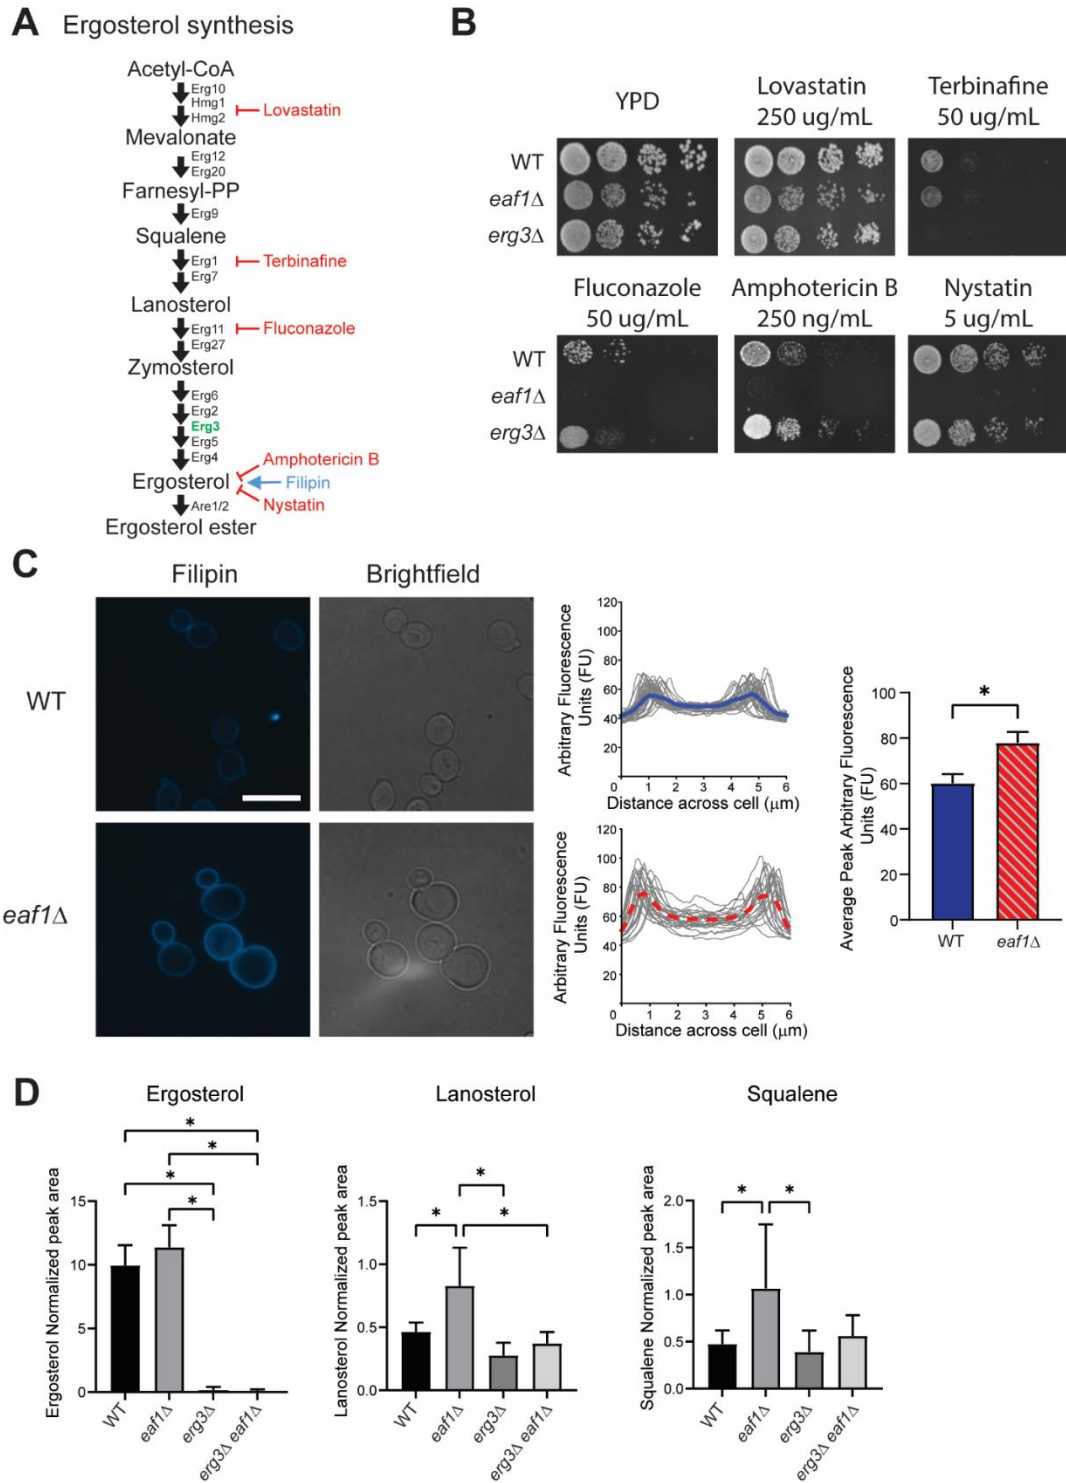 A Ergosterol synthesis
Acetyl-CoA
Erg10
Hmg1
Hmg2
Lovastatin
Mevalonate
Erg12
Erg20
Farnesyl-PP
Erg9
Squalene
Erg1
Terbinafine
Erg7
Lanosterol
Erg11
Fluconazole
Erg27
Zymosterol
Erg6
Erg2
Erg3
Erg5
Erg4
Amphotericin B
Ergosterol
Filipin
Nystatin
Are1/2
Ergosterol ester
B
YPD
Lovastatin
250 ug/mL
Terbinafine
50 ug/mL
WT
eaf1Δ
erg3Δ
Fluconazole
50 ug/mL
Amphotericin B
250 ng/mL
Nystatin
5 ug/mL
WT
eaf1Δ
erg3Δ
C
Filipin
Brightfield
WT
eaf1Δ
Arbitrary Fluorescence
Units (FU)
120
100
80
60
40
20
0 1 2 3 4 5 6
Distance across cell (μm)
Arbitrary Fluorescence
Units (FU)
120
100
80
60
40
20
0 1 2 3 4 5 6
Distance across cell (μm)
Average Peak Arbitrary Fluorescence
Units (FU)
100
80
60
40
20
0
*
WT
eaf1Δ
D
Ergosterol
*
*
*
*
Ergosterol Normalized peak area
15
10
5
0
WT
eaf1Δ
erg3Δ
erg3Δ eaf1Δ
Lanosterol
*
*
*
Lanosterol Normalized peak area
1.5
1.0
0.5
0.0
WT
eaf1Δ
erg3Δ
erg3Δ eaf1Δ
Squalene
*
*
Squalene Normalized peak area
2.0
1.5
1.0
0.5
0.0
WT
eaf1Δ
erg3Δ
erg3Δ eaf1Δ